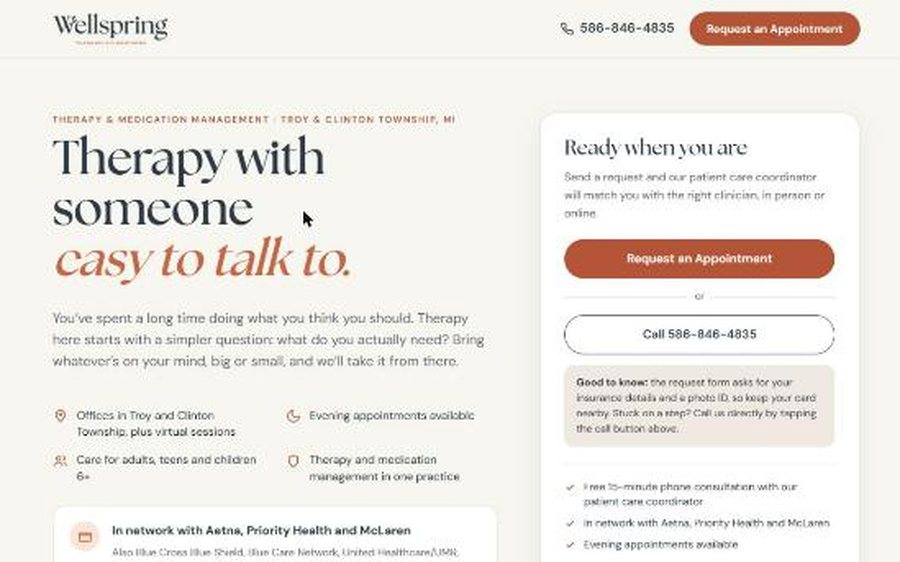 Wellspring
586-846-4835
Request an Appointment
THERAPY & MEDICATION MANAGEMENT · TROY & CLINTON TOWNSHIP, MI
Therapy with
someone
easy to talk to.
You've spent a long time doing what you think you should. Therapy
here starts with a simpler question: what do you actually need? Bring
whatever's on your mind, big or small, and we'll take it from there.
Offices in Troy and Clinton
Township, plus virtual sessions
Evening appointments available
Care for adults, teens and children
6+
Therapy and medication
management in one practice
In network with Aetna, Priority Health and McLaren
Also Blue Cross Blue Shield, Blue Care Network, United Healthcare/UMR,
Ready when you are
Send a request and our patient care coordinator
will match you with the right clinician, in person or
online.
Request an Appointment
or
Call 586-846-4835
Good to know: the request form asks for your
insurance details and a photo ID, so keep your card
nearby. Stuck on a step? Call us directly by tapping
the call button above.
Free 15-minute phone consultation with our
patient care coordinator
In network with Aetna, Priority Health and McLaren
Evening appointments available